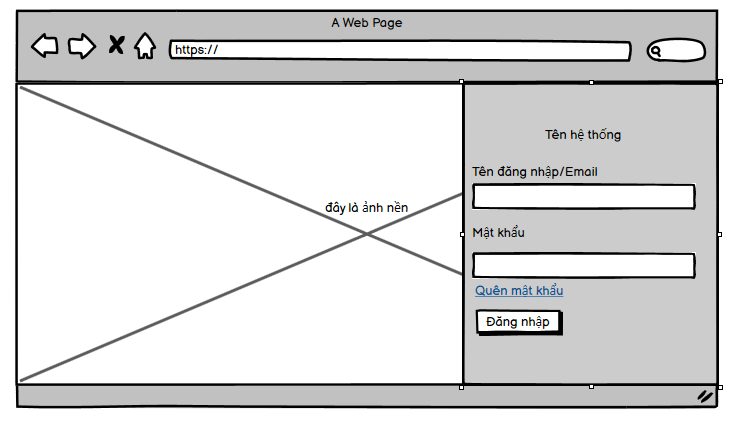 A Web Page
https://
Tên hệ thống
Tên đăng nhập/Email
đây là ảnh nền
Mật khẩu
Quên mật khẩu
Đăng nhập